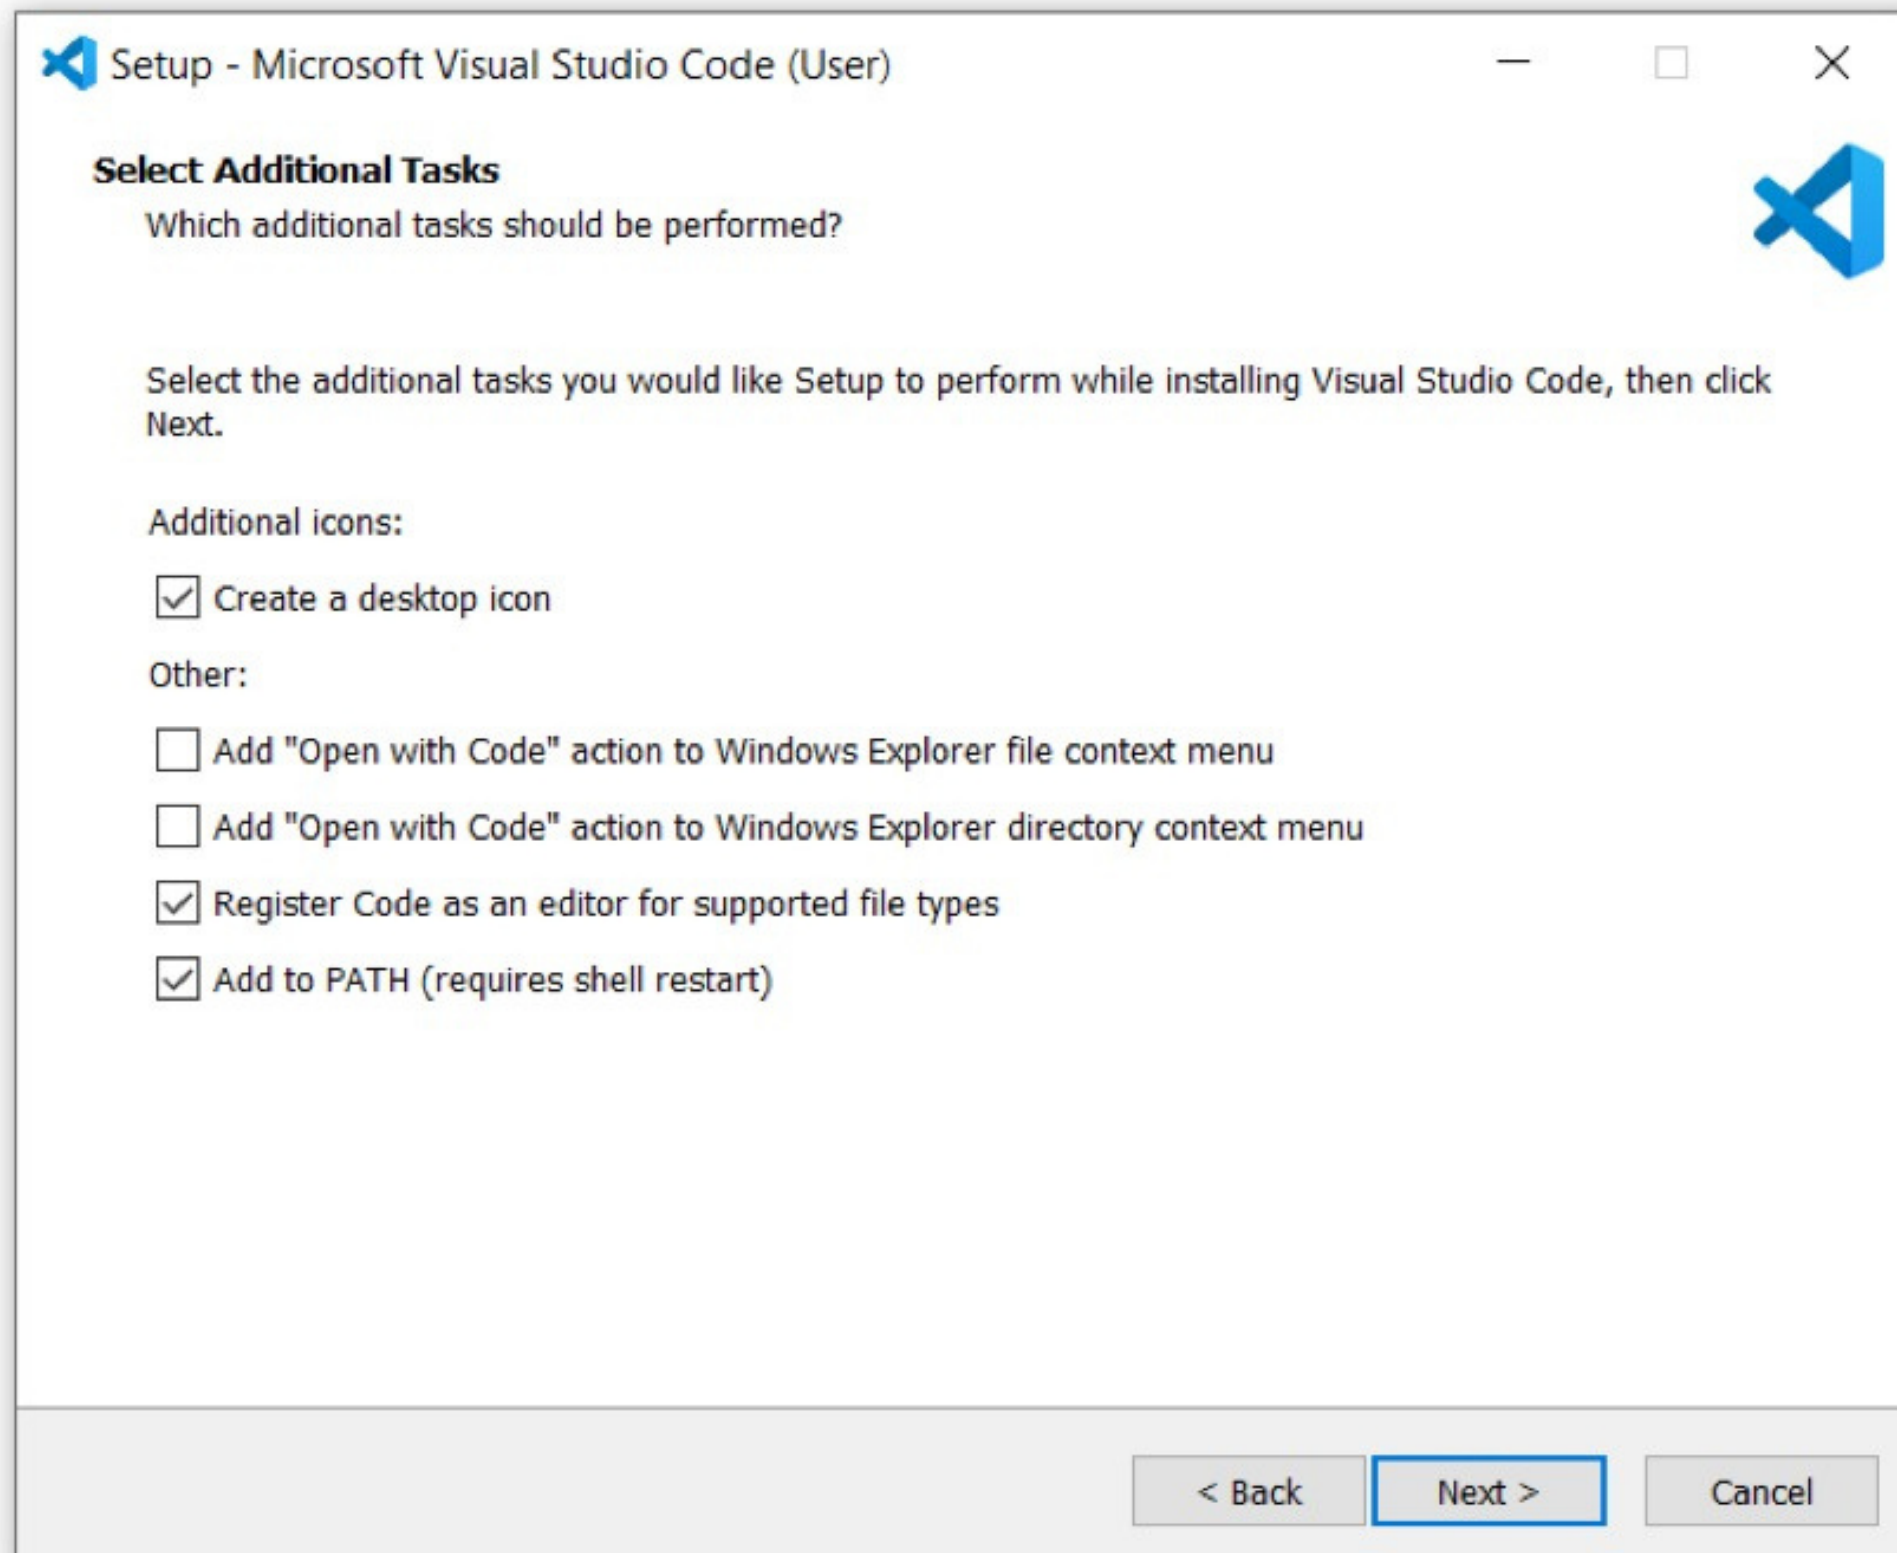 Setup - Microsoft Visual Studio Code (User)
Select Additional Tasks
Which additional tasks should be performed?
Select the additional tasks you would like Setup to perform while installing Visual Studio Code, then click
Next.
Additional icons:
Create a desktop icon
Other:
Add "Open with Code" action to Windows Explorer file context menu
Add "Open with Code" action to Windows Explorer directory context menu
Register Code as an editor for supported file types
Add to PATH (requires shell restart)
< Back Next > Cancel